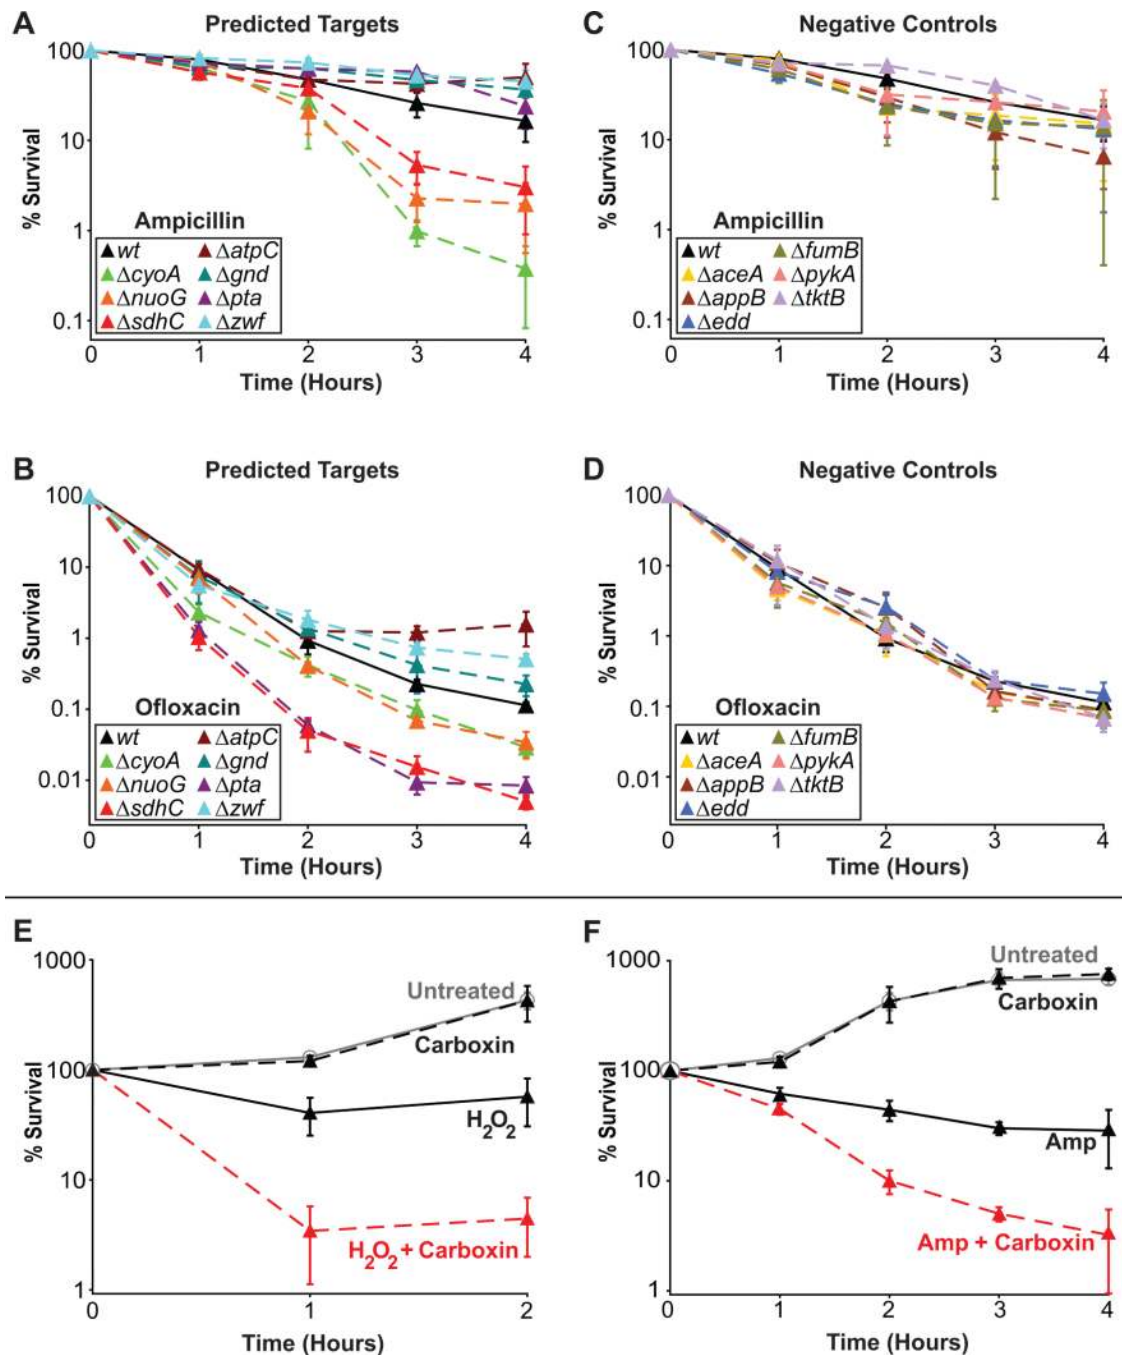 A
Predicted Targets
% Survival
100
10
1
0.1
Ampicillin
wt
ΔatpC
ΔcyoA
Δgnd
ΔnuoG
Δpta
ΔsdhC
Δzwf
0 1 2 3 4
Time (Hours)
C
Negative Controls
% Survival
100
10
1
0.1
Ampicillin
wt
ΔfumB
ΔaceA
ΔpykA
ΔappB
ΔtktB
Δedd
0 1 2 3 4
Time (Hours)
B
Predicted Targets
% Survival
100
10
1
0.1
0.01
Ofloxacin
wt
ΔatpC
ΔcyoA
Δgnd
ΔnuoG
Δpta
ΔsdhC
Δzwf
0 1 2 3 4
Time (Hours)
D
Negative Controls
% Survival
100
10
1
0.1
0.01
Ofloxacin
wt
ΔfumB
ΔaceA
ΔpykA
ΔappB
ΔtktB
Δedd
0 1 2 3 4
Time (Hours)
E
% Survival
1000
100
10
1
Untreated
Carboxin
H₂O₂
H₂O₂ + Carboxin
0 1 2
Time (Hours)
F
% Survival
1000
100
10
1
Untreated
Carboxin
Amp
Amp + Carboxin
0 1 2 3 4
Time (Hours)